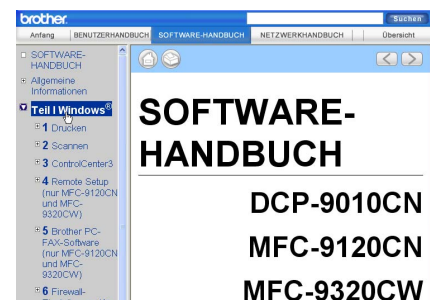 brother.
Suchen
Anfang
BENUTZERHANDBUCH
SOFTWARE-HANDBUCH
NETZWERKHANDBUCH
Übersicht
SOFTWARE-
HANDBUCH
Allgemeine
Informationen
Teil I Windows®
1 Drucken
2 Scannen
3 ControlCenter3
4 Remote Setup
(nur MFC-9120CN
und MFC-
9320CW)
5 Brother PC-
FAX-Software
(nur MFC-9120CN
und MFC-
9320CW)
6 Firewall-
SOFTWARE-
HANDBUCH
DCP-9010CN
MFC-9120CN
MFC-9320CW